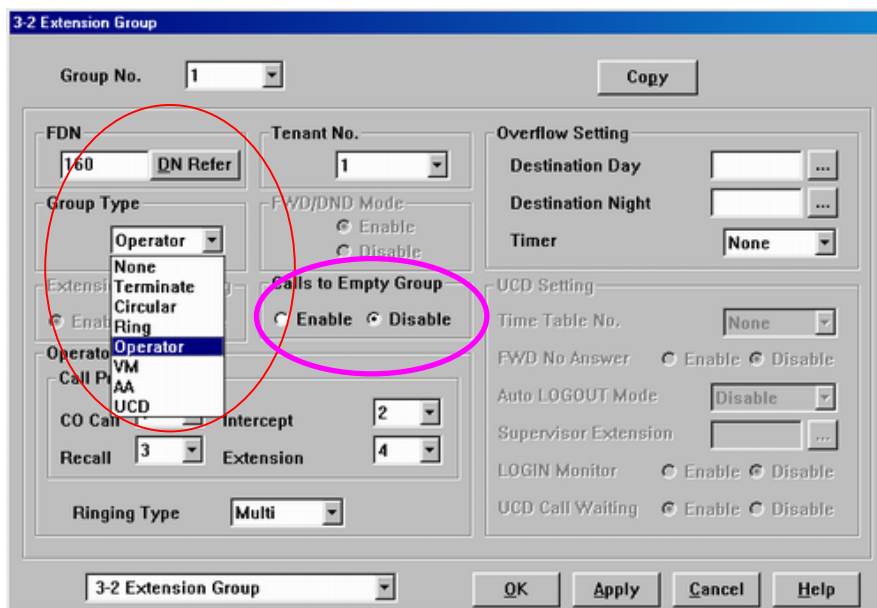 3-2 Extension Group
Group No. 1 Copy
FDN
160 DN Refer
Tenant No.
1
Overflow Setting
Destination Day ...
Destination Night ...
Timer None
Group Type
Operator
None
Terminate
Circular
Ring
Operator
VM
AA
UCD
FWD/DND Mode
Enable
Disable
Extensi g
Enab
Calls to Empty Group
Enable Disable
UCD Setting
Time Table No. None
FWD No Answer Enable Disable
Auto LOGOUT Mode Disable
Supervisor Extension ...
LOGIN Monitor Enable Disable
UCD Call Waiting Enable Disable
Operato
Call P
CO Call Intercept 2
Recall 3 Extension 4
Ringing Type Multi
3-2 Extension Group OK Apply Cancel Help